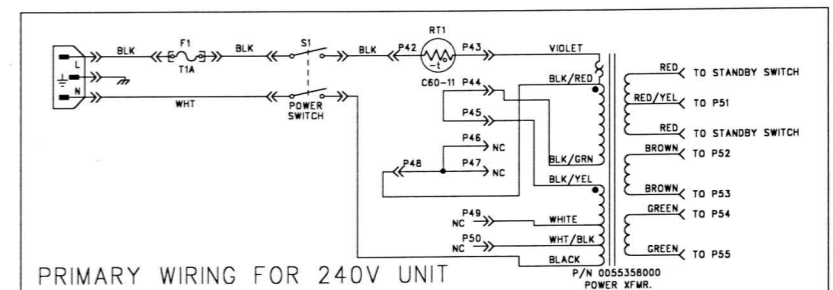 RT1
F1
S1
P42
P43
BLK
BLK
BLK
VIOLET
L
T1A
-t
C60-11
P44
BLK/RED
RED
TO STANDBY SWITCH
N
WHT
POWER
SWITCH
P45
RED/YEL
TO P51
P46
NC
RED
TO STANDBY SWITCH
P48
P47
NC
BLK/GRN
BROWN
TO P52
BLK/YEL
BROWN
TO P53
P49
NC
WHITE
GREEN
TO P54
P50
NC
WHT/BLK
GREEN
TO P55
BLACK
PRIMARY WIRING FOR 240V UNIT
P/N 0055358000
POWER XFMR.